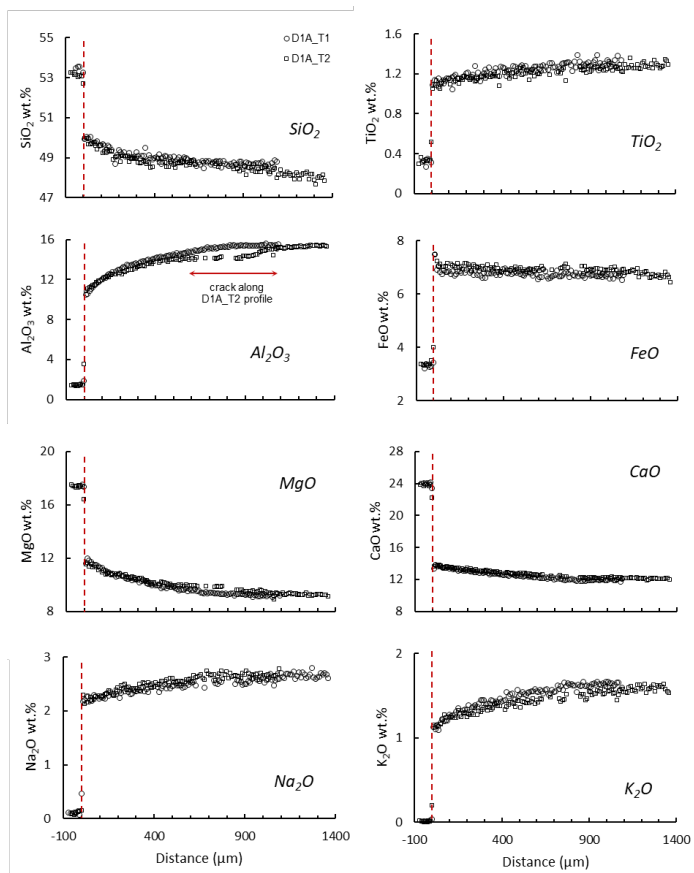 55
53
51
49
47
SiO2 wt.%
D1A_T1
D1A_T2
SiO2
1.6
1.2
0.8
0.4
0
TiO2 wt.%
TiO2
16
12
8
4
0
Al2O3 wt.%
crack along
D1A_T2 profile
Al2O3
8
6
4
2
FeO wt.%
FeO
20
16
12
8
MgO wt.%
MgO
28
24
20
16
12
8
CaO wt.%
CaO
3
2
1
0
Na2O wt.%
Na2O
-100 400 900 1400
Distance (µm)
2
1
0
K2O wt.%
K2O
-100 400 900 1400
Distance (µm)